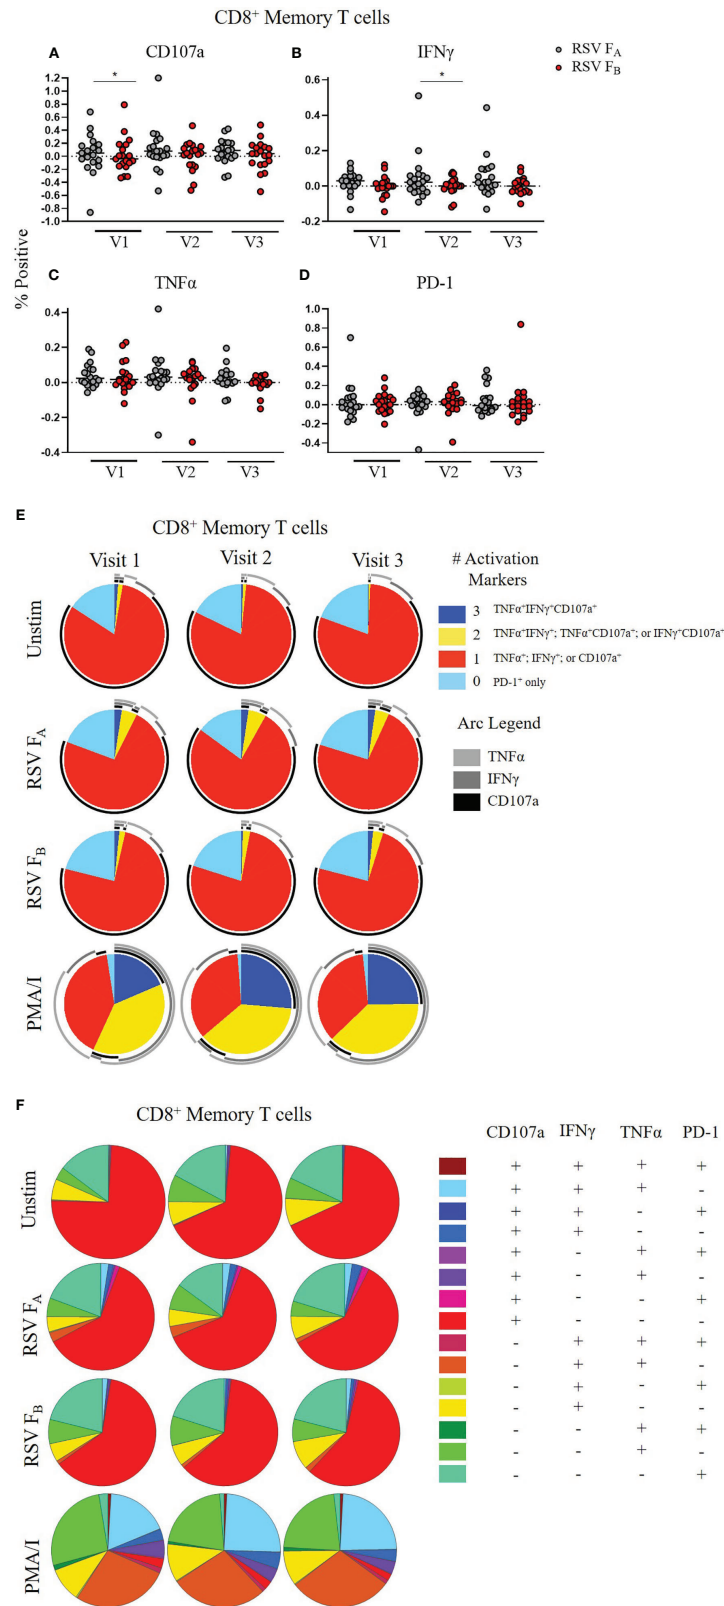 CD8+ Memory T cells
A
CD107a
*
1.2
1.0
0.8
0.6
0.4
0.2
0.0
-0.2
-0.4
-0.6
-0.8
-1.0
V1
V2
V3
B
IFNγ
*
0.6
0.4
0.2
0.0
-0.2
V1
V2
V3
RSV FA
RSV FB
% Positive
C
TNFα
0.4
0.2
0.0
-0.2
-0.4
V1
V2
V3
D
PD-1
1.0
0.8
0.6
0.4
0.2
0.0
-0.2
-0.4
V1
V2
V3
E
CD8+ Memory T cells
Visit 1
Visit 2
Visit 3
Unstim
RSV FA
RSV FB
PMA/I
# Activation
Markers
3 TNFα+IFNγ+CD107a+
2 TNFα+IFNγ+; TNFα+CD107a+; or IFNγ+CD107a+
1 TNFα+; IFNγ+; or CD107a+
0 PD-1+ only
Arc Legend
TNFα
IFNγ
CD107a
F
CD8+ Memory T cells
Unstim
RSV FA
RSV FB
PMA/I
CD107a IFNγ TNFα PD-1
+ + + +
+ + + -
+ + - +
+ + - -
+ - + +
+ - + -
+ - - +
+ - - -
- + + +
- + + -
- + - +
- + - -
- - + +
- - + -
- - - +